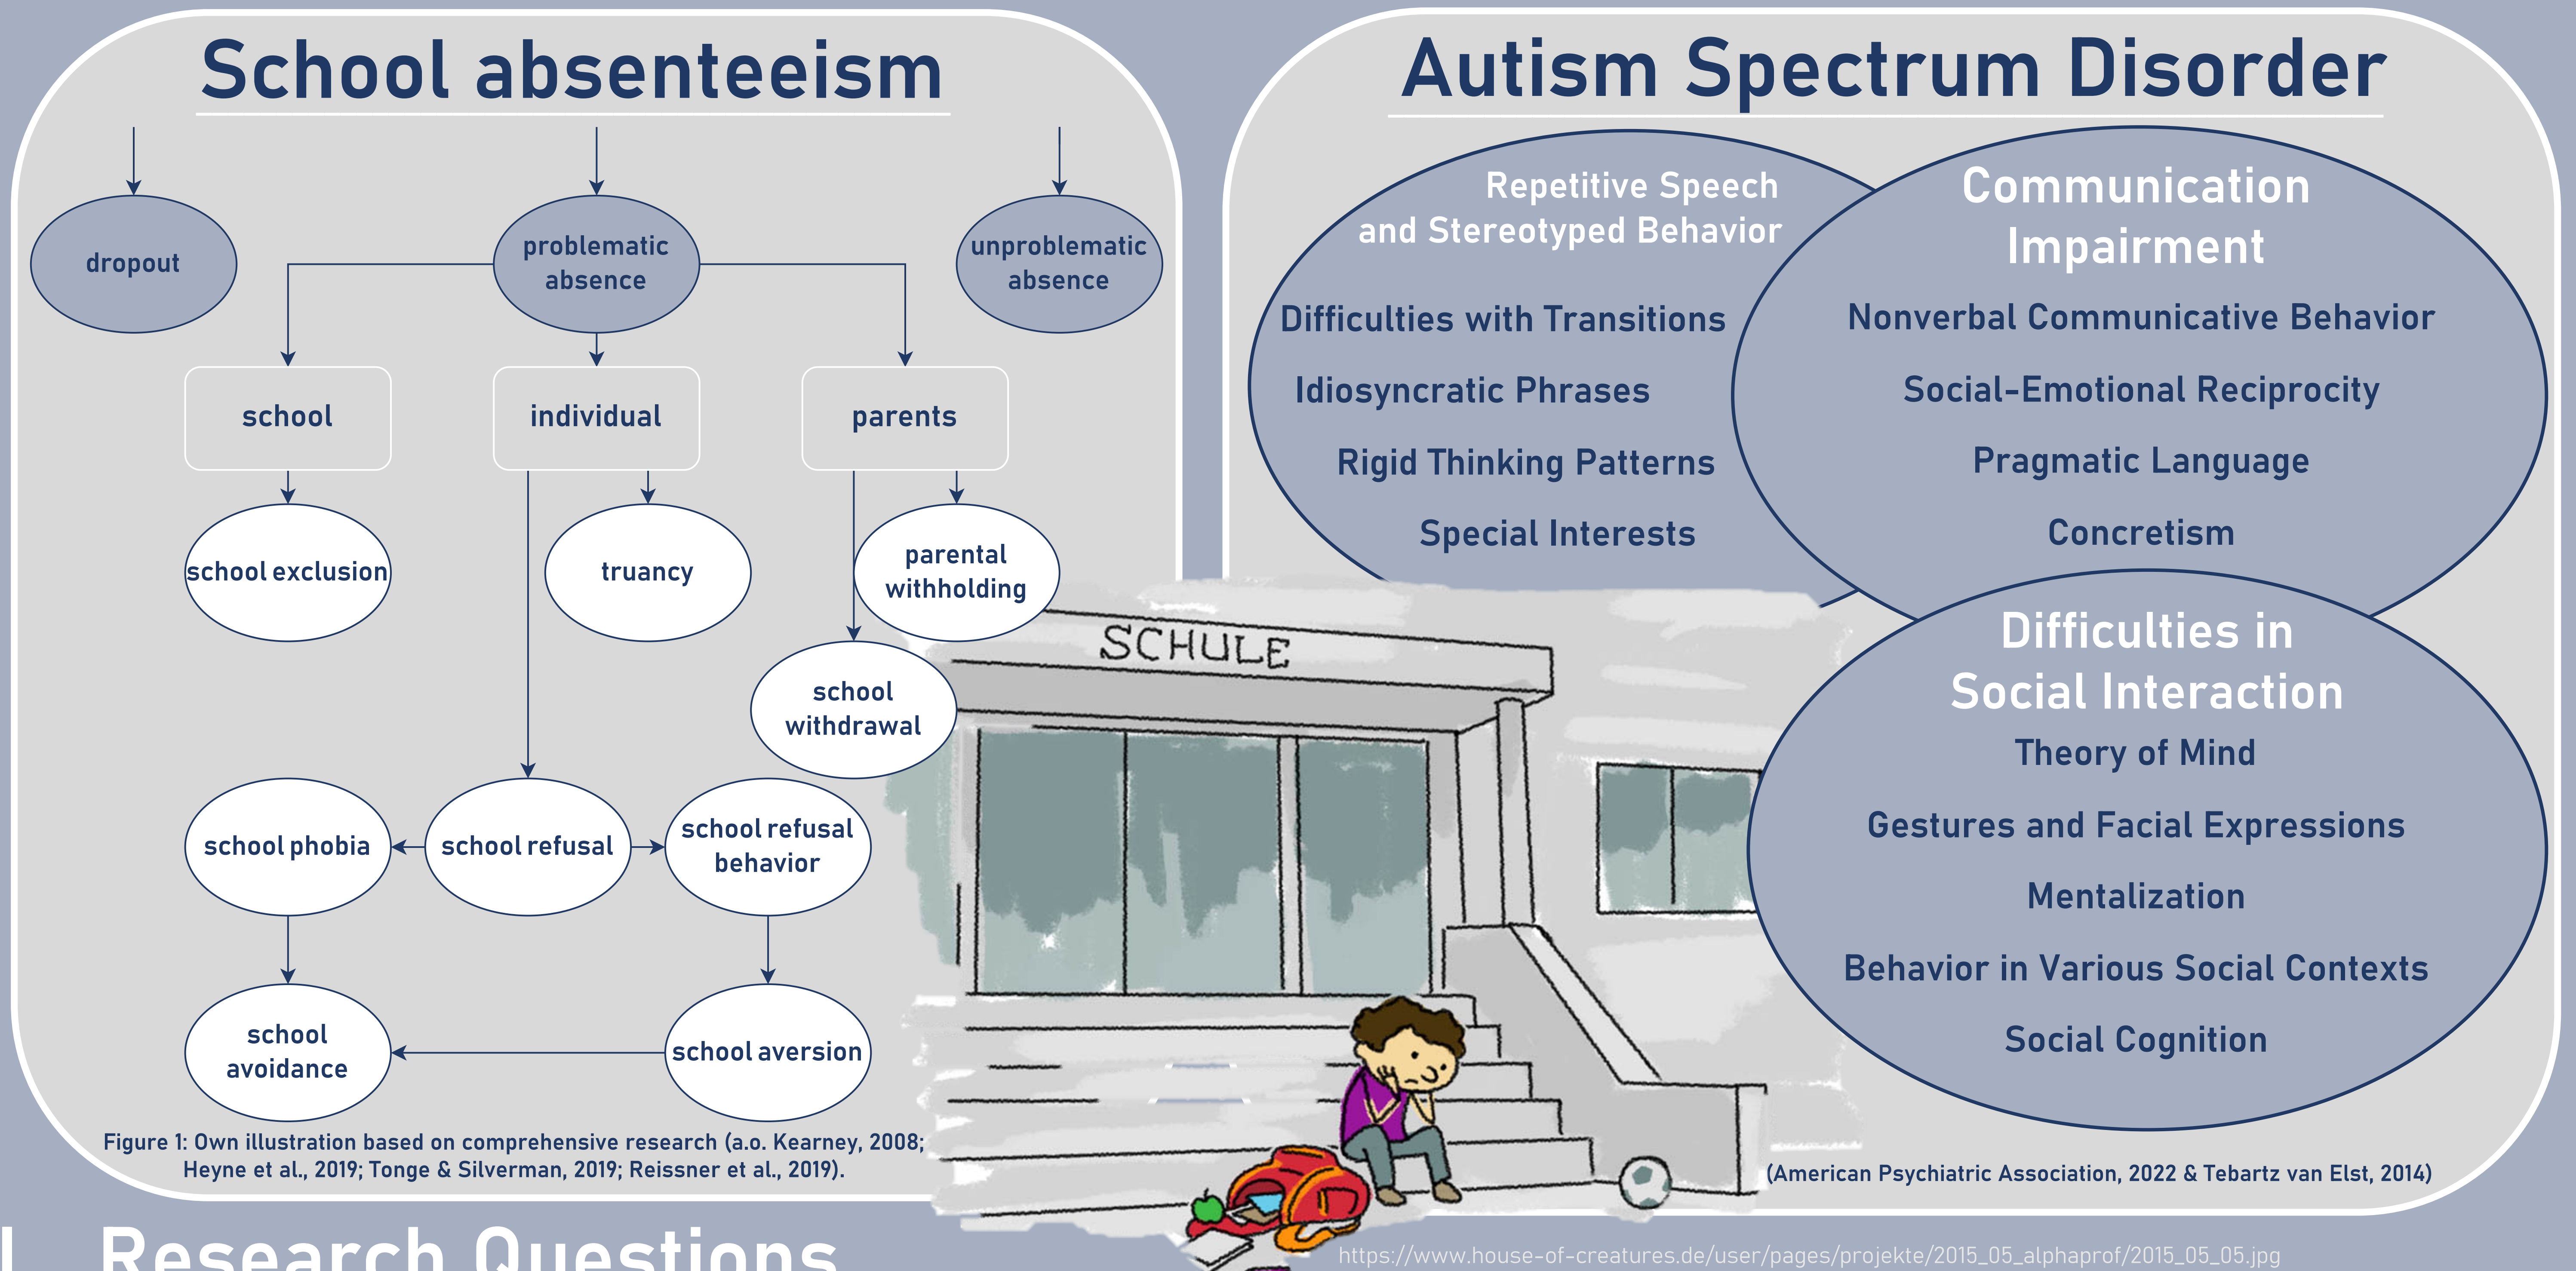 School absenteeism
dropout
problematic
absence
unproblematic
absence
school
individual
parents
school exclusion
truancy
parental
withholding
school
withdrawal
school phobia
school refusal
school refusal
behavior
school
avoidance
school aversion
Figure 1: Own illustration based on comprehensive research (a.o. Kearney, 2008;
Heyne et al., 2019; Tonge & Silverman, 2019; Reissner et al., 2019).
Autism Spectrum Disorder
Repetitive Speech
and Stereotyped Behavior
Difficulties with Transitions
Idiosyncratic Phrases
Rigid Thinking Patterns
Special Interests
Communication
Impairment
Nonverbal Communicative Behavior
Social-Emotional Reciprocity
Pragmatic Language
Concretism
Difficulties in
Social Interaction
Theory of Mind
Gestures and Facial Expressions
Mentalization
Behavior in Various Social Contexts
Social Cognition
(American Psychiatric Association, 2022 & Tebartz van Elst, 2014)
SCHULE
Research Questions
https://www.house-of-creatures.de/user/pages/projekte/2015_05_alphaprof/2015_05_05.jpg